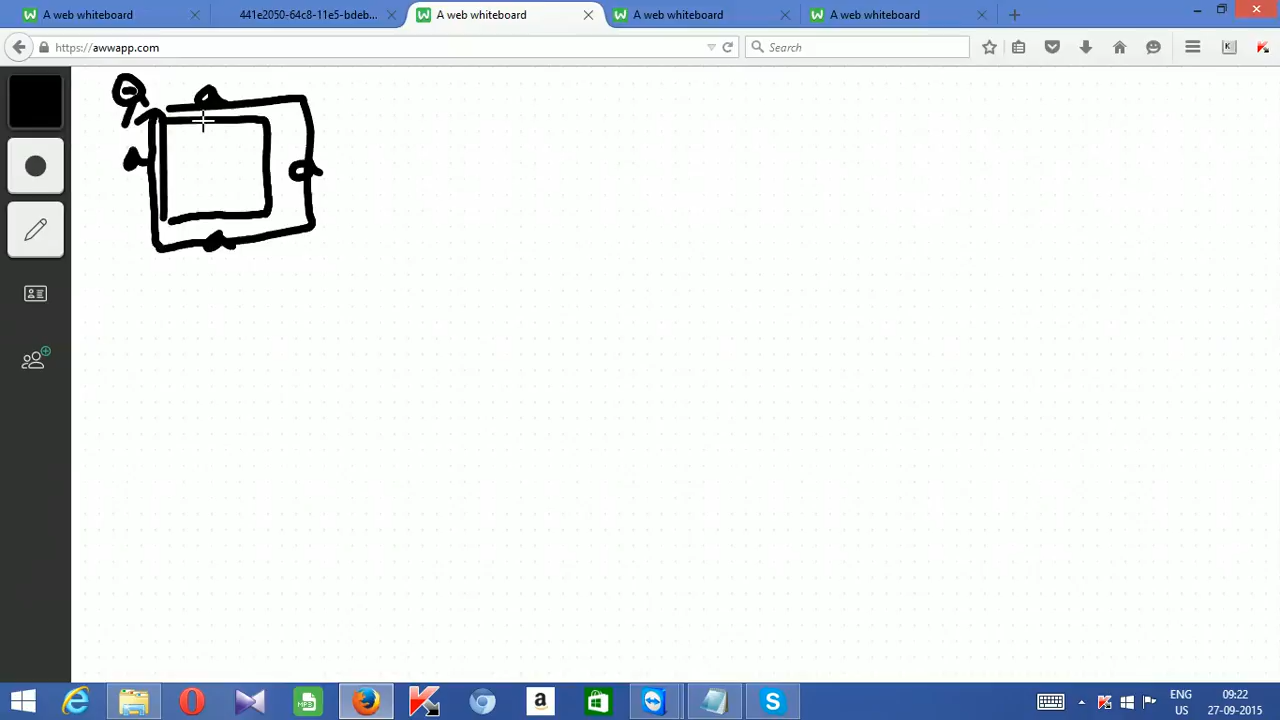 A web whiteboard
441e2050-64c8-11e5-bdeb...
A web whiteboard
A web whiteboard
A web whiteboard
https://awwapp.com
Search
K
a
a
a
a
MP3
a
S
ENG
US
09:22
27-09-2015